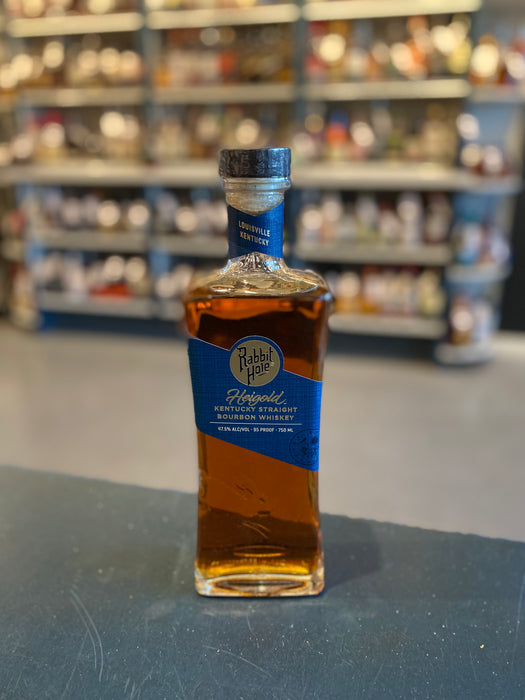 LOUISVILLE
KENTUCKY
Rabbit
Hole
Heigold
KENTUCKY STRAIGHT
BOURBON WHISKEY
47.5% ALC/VOL · 95 PROOF · 750 ML